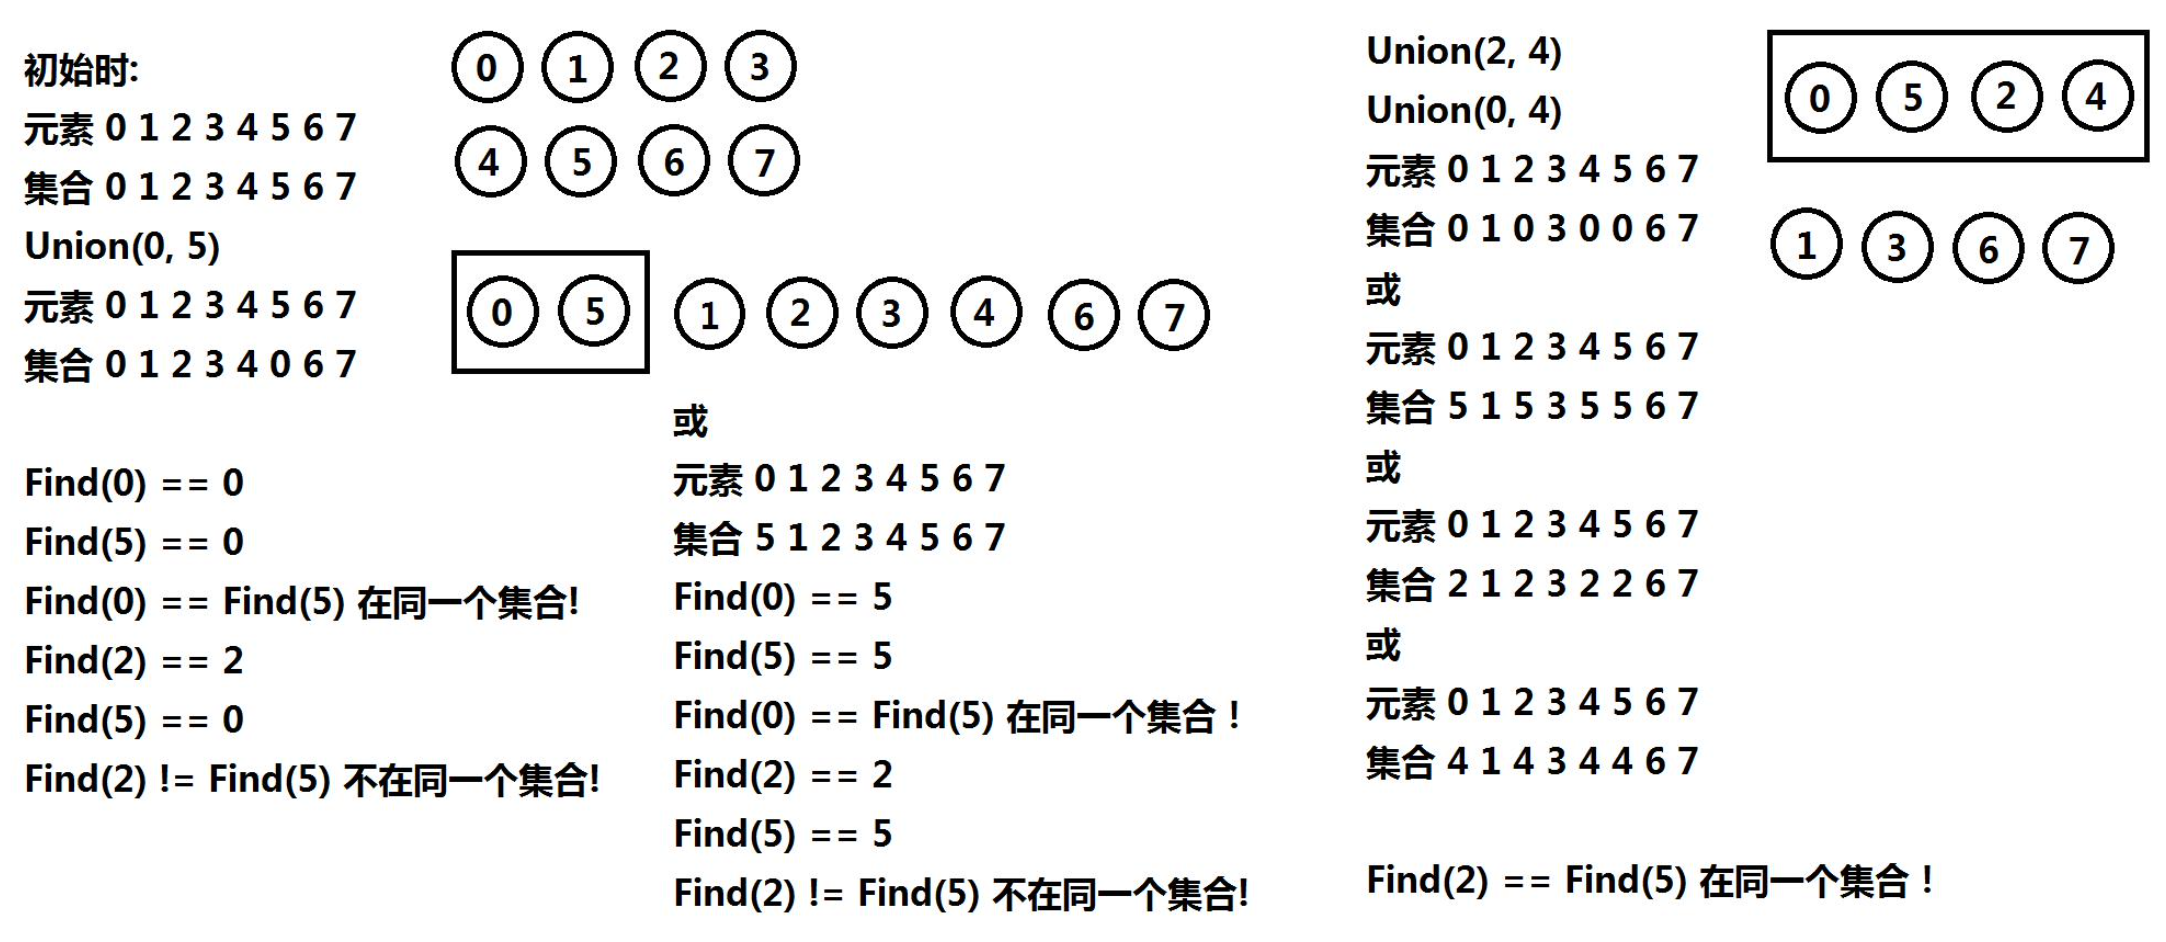 初始时:
元素 0 1 2 3 4 5 6 7
集合 0 1 2 3 4 5 6 7
0 1 2 3
4 5 6 7
Union(0, 5)
元素 0 1 2 3 4 5 6 7
集合 0 1 2 3 4 0 6 7
0 5 1 2 3 4 6 7
Find(0) == 0
Find(5) == 0
Find(0) == Find(5) 在同一个集合!
Find(2) == 2
Find(5) == 0
Find(2) != Find(5) 不在同一个集合!
或
元素 0 1 2 3 4 5 6 7
集合 5 1 2 3 4 5 6 7
Find(0) == 5
Find(5) == 5
Find(0) == Find(5) 在同一个集合！
Find(2) == 2
Find(5) == 5
Find(2) != Find(5) 不在同一个集合!
Union(2, 4)
Union(0, 4)
元素 0 1 2 3 4 5 6 7
集合 0 1 0 3 0 0 6 7
0 5 2 4
1 3 6 7
或
元素 0 1 2 3 4 5 6 7
集合 5 1 5 3 5 5 6 7
或
元素 0 1 2 3 4 5 6 7
集合 2 1 2 3 2 2 6 7
或
元素 0 1 2 3 4 5 6 7
集合 4 1 4 3 4 4 6 7
Find(2) == Find(5) 在同一个集合！